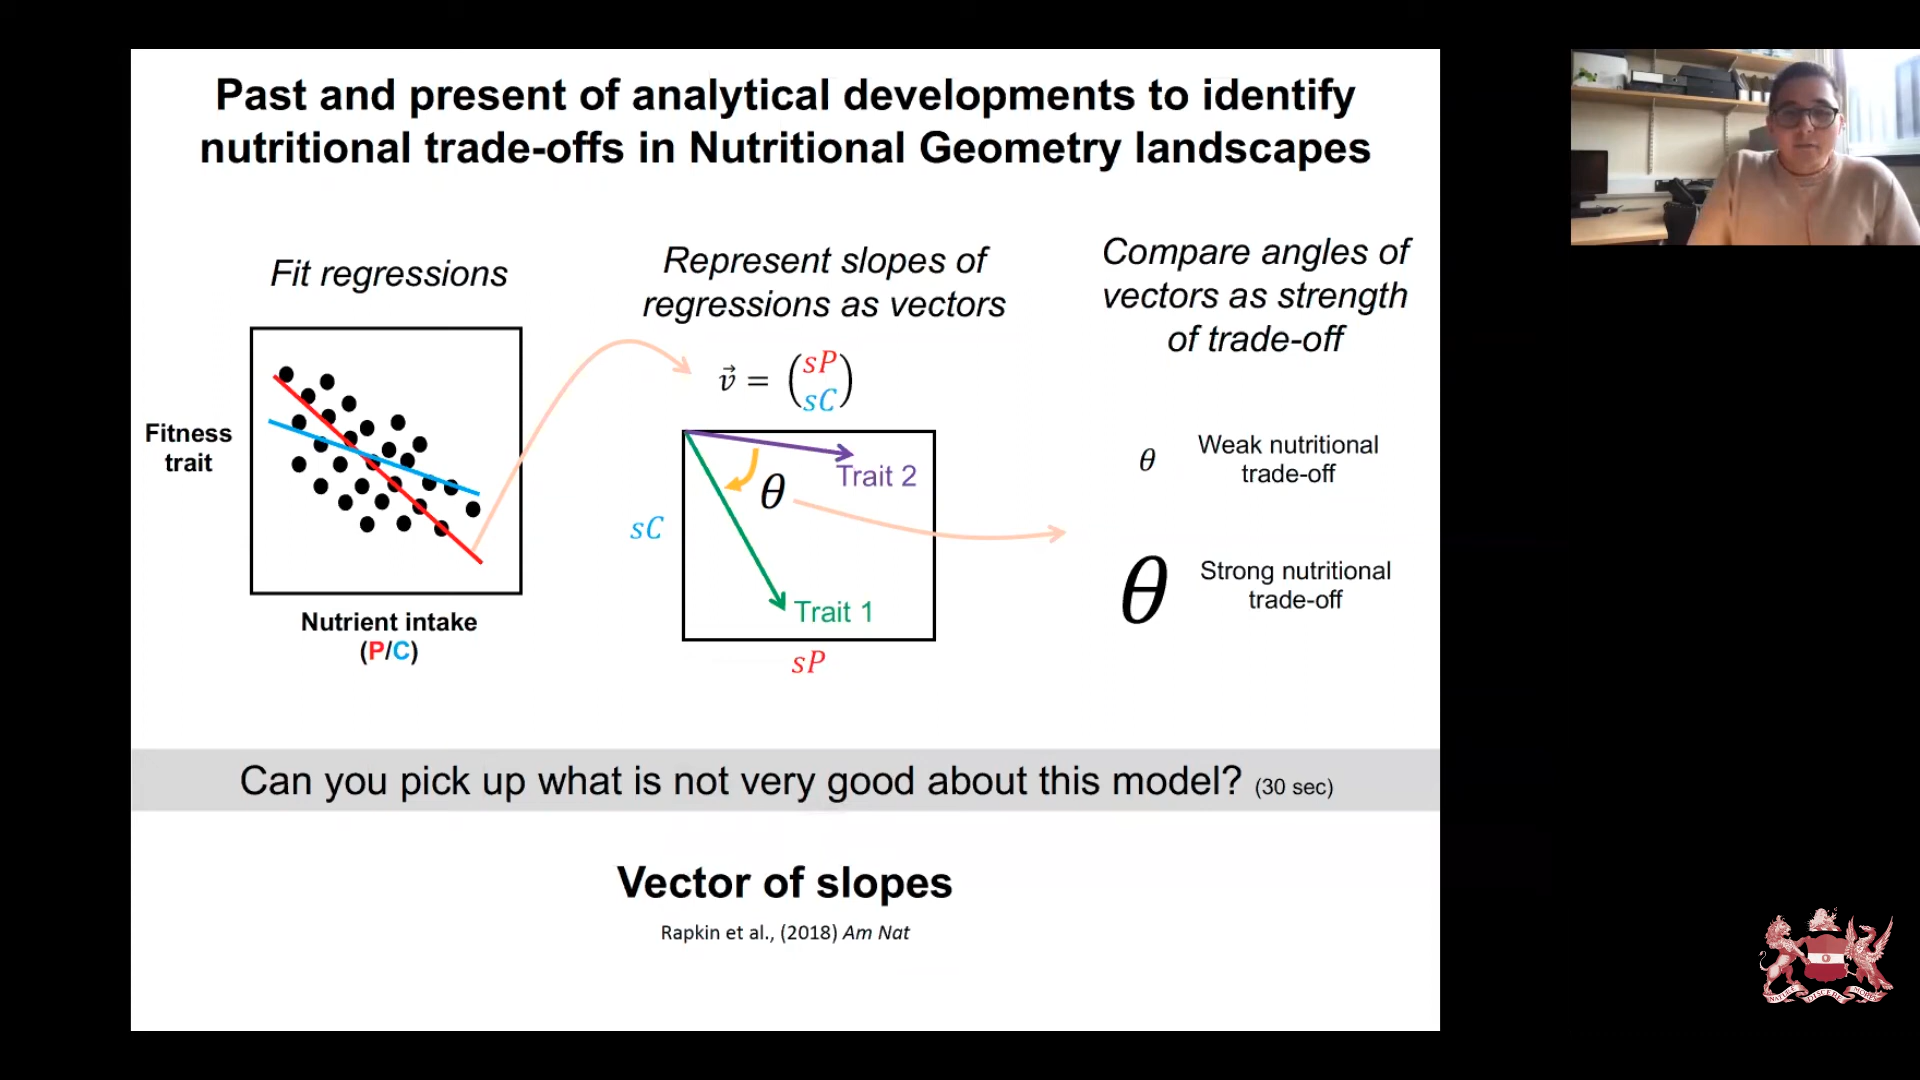 Past and present of analytical developments to identify
nutritional trade-offs in Nutritional Geometry landscapes
Fit regressions
Fitness
trait
Nutrient intake
(P/C)
Represent slopes of
regressions as vectors
v⃗ = (sP
sC)
Trait 2
θ
sC
Trait 1
sP
Compare angles of
vectors as strength
of trade-off
θ Weak nutritional
trade-off
θ Strong nutritional
trade-off
Can you pick up what is not very good about this model? (30 sec)
Vector of slopes
Rapkin et al., (2018) Am Nat